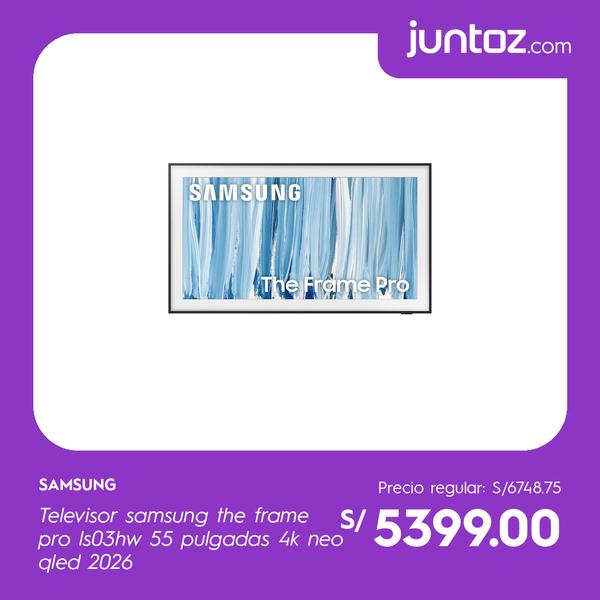 juntoz.com
SAMSUNG
The Frame Pro
SAMSUNG
Televisor samsung the frame
pro ls03hw 55 pulgadas 4k neo
qled 2026
Precio regular: S/6748.75
S/ 5399.00